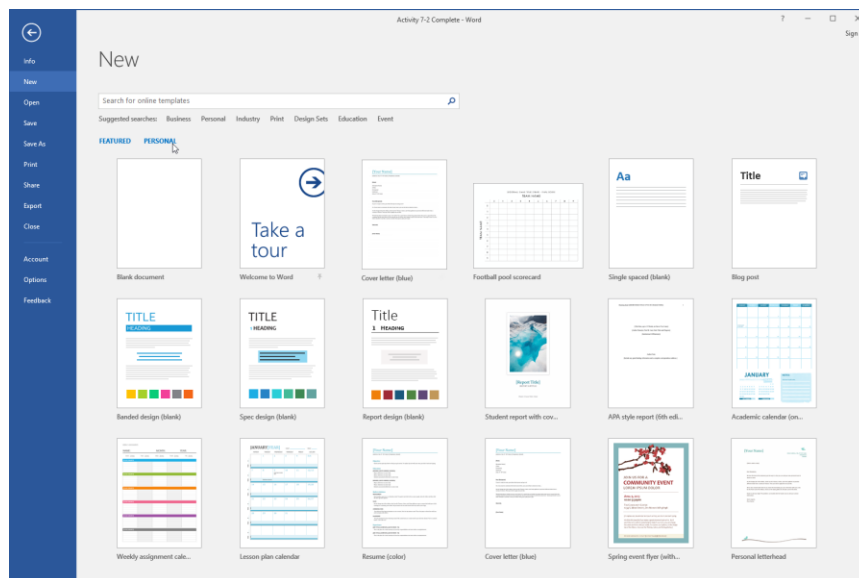 Activity 7-2 Complete - Word
?
Sign
Info
New
Open
Save
Save As
Print
Share
Export
Close
Account
Options
Feedback
New
Search for online templates
Suggested searches: Business Personal Industry Print Design Sets Education Event
FEATURED PERSONAL
Take a
tour
Aa
Title
Blank document
Welcome to Word
Cover letter (blue)
Football pool scorecard
Single spaced (blank)
Blog post
TITLE
HEADING
TITLE
HEADING
Title
1 HEADING
[Report Title]
JANUARY
Banded design (blank)
Spec design (blank)
Report design (blank)
Student report with cov...
APA style report (6th edi...
Academic calendar (on...
JANUARY
COMMUNITY EVENT
Weekly assignment cale...
Lesson plan calendar
Resume (color)
Cover letter (blue)
Spring event flyer (with...
Personal letterhead